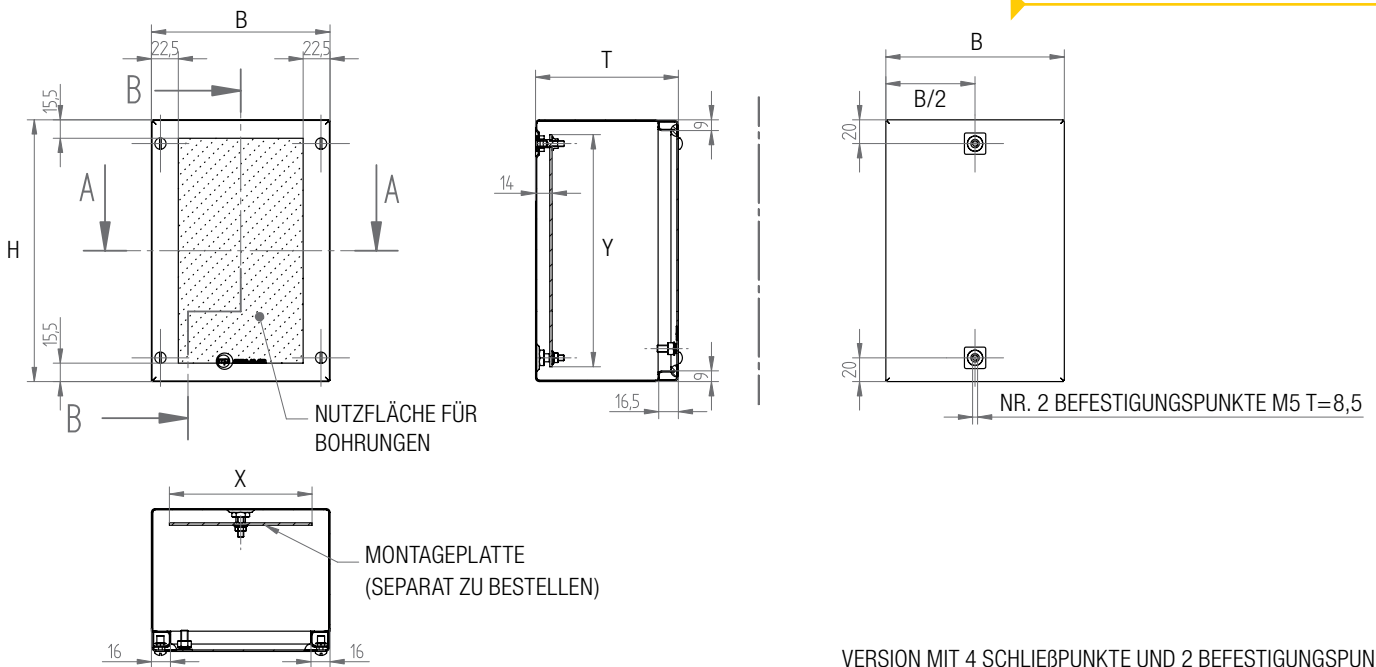 B
22,5
22,5
B
15,5
A
A
H
15,5
B
NUTZFLÄCHE FÜR
BOHRUNGEN
T
9
14
Y
9
16,5
B
B/2
20
20
NR. 2 BEFESTIGUNGSPUNKTE M5 T=8,5
X
MONTAGEPLATTE
(SEPARAT ZU BESTELLEN)
16
16
VERSION MIT 4 SCHLIEßPUNKTE UND 2 BEFESTIGUNGSPUN